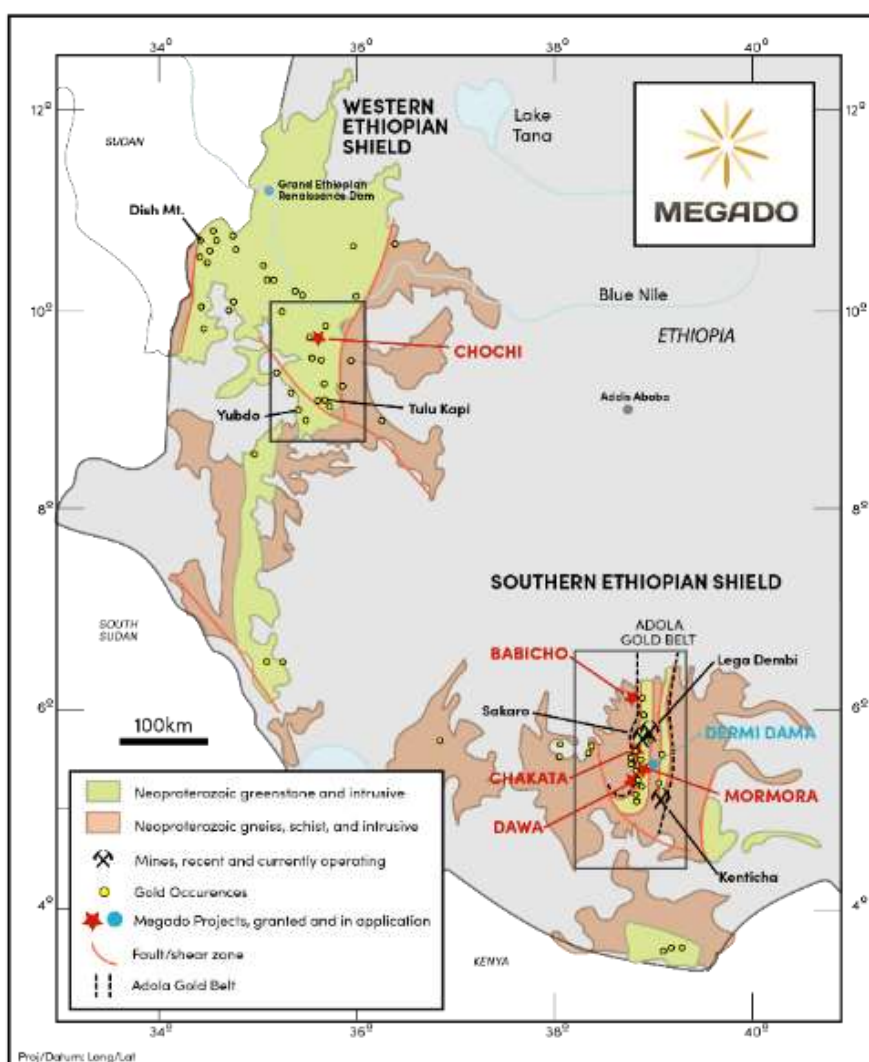 34º
36º
38º
40º
12º
10º
8º
6º
4º
WESTERN
ETHIOPIAN
SHIELD
Lake
Tana
MEGADO
SUDAN
Grand Ethiopian
Renaissance Dam
Dish Mt.
Blue Nile
ETHIOPIA
CHOCHI
Addis Ababa
Yubdo
Tulu Kapi
12º
10º
8º
6º
4º
SOUTHERN ETHIOPIAN SHIELD
SOUTH
SUDAN
ADOLA
GOLD BELT
BABICHO
Lega Dembi
Sakaro
DERMI DAMA
100km
CHAKATA
MORMORA
DAWA
Kenticha
KENYA
Neoproterozoic greenstone and intrusive
Neoproterozoic gneiss, schist, and intrusive
Mines, recent and currently operating
Gold Occurences
Megado Projects, granted and in application
Fault/shear zone
Adola Gold Belt
34º
36º
38º
40º
Proj/Datum: Long/Lat